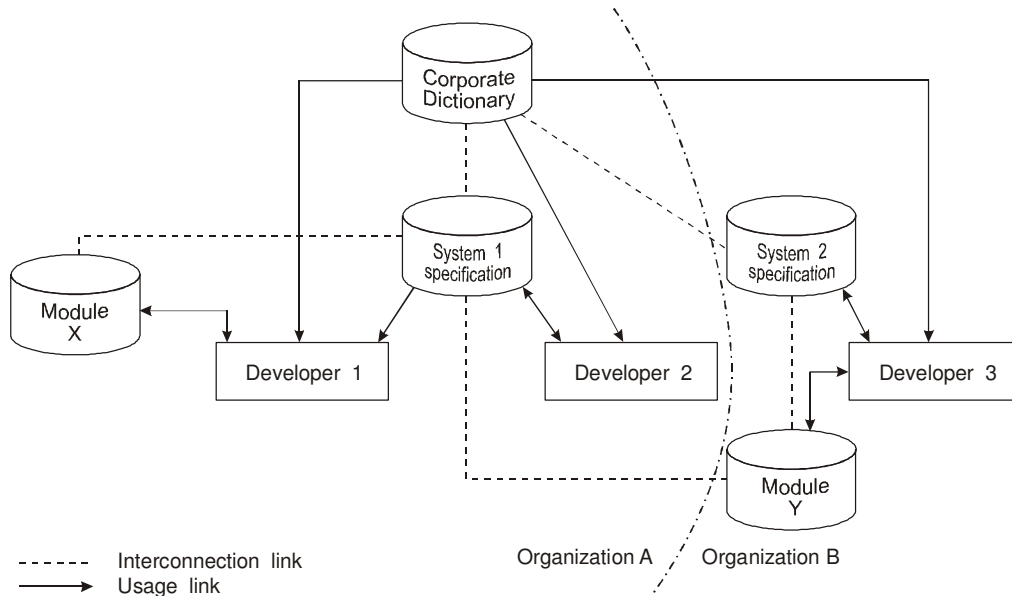 Corporate
Dictionary
System 1
specification
System 2
specification
Module
X
Developer 1
Developer 2
Developer 3
Module
Y
Interconnection link
Usage link
Organization A
Organization B